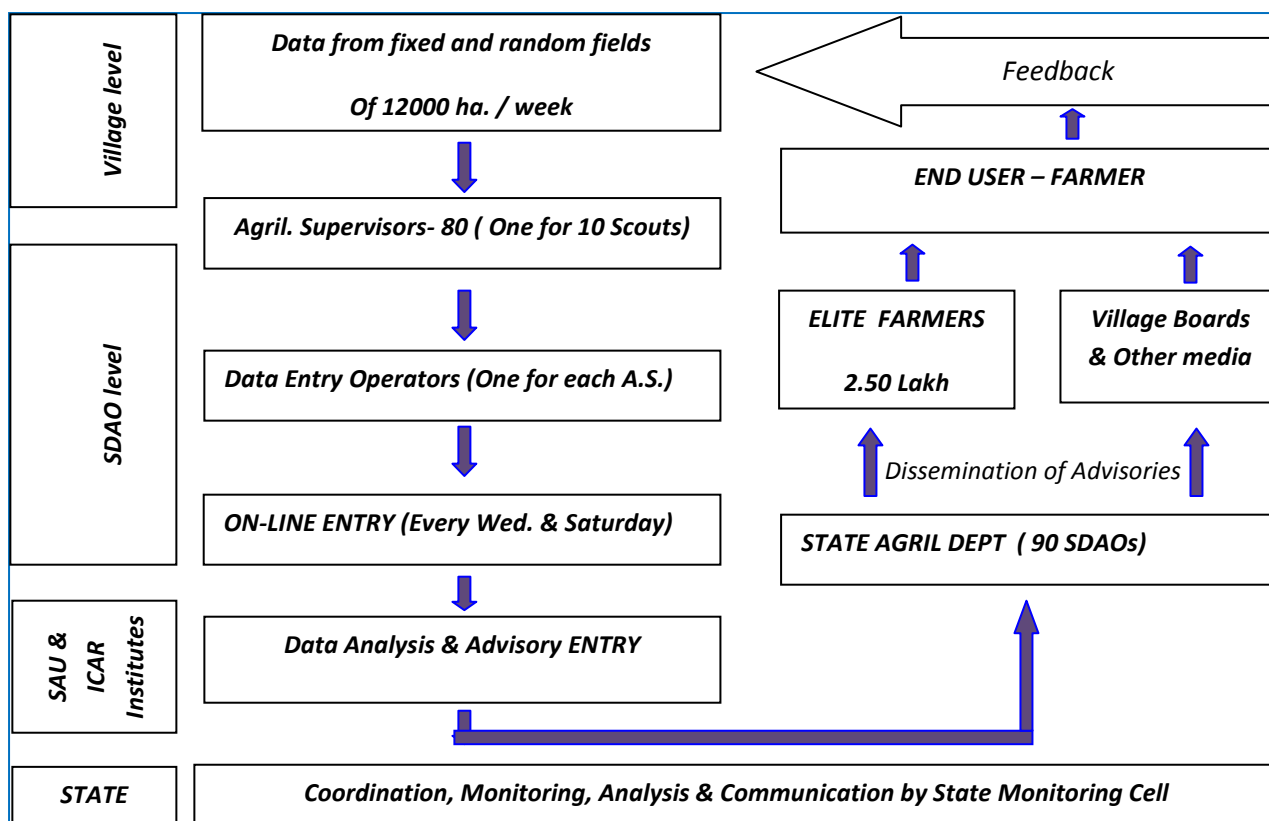 Village level
Data from fixed and random fields
Of 12000 ha. / week
Feedback
END USER – FARMER
Agril. Supervisors- 80 ( One for 10 Scouts)
SDAO level
ELITE FARMERS
2.50 Lakh
Village Boards
& Other media
Data Entry Operators (One for each A.S.)
Dissemination of Advisories
ON-LINE ENTRY (Every Wed. & Saturday)
STATE AGRIL DEPT ( 90 SDAOs)
SAU &
ICAR
Institutes
Data Analysis & Advisory ENTRY
STATE
Coordination, Monitoring, Analysis & Communication by State Monitoring Cell